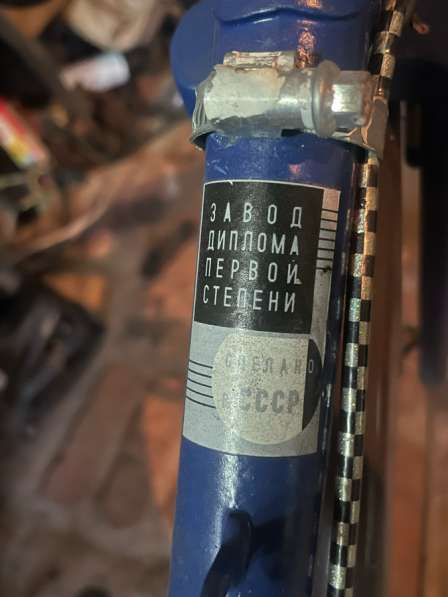 ЗАВОД
ДИПЛОМА
ПЕРВОЙ
СТЕПЕНИ
СДЕЛАНО
В СССР